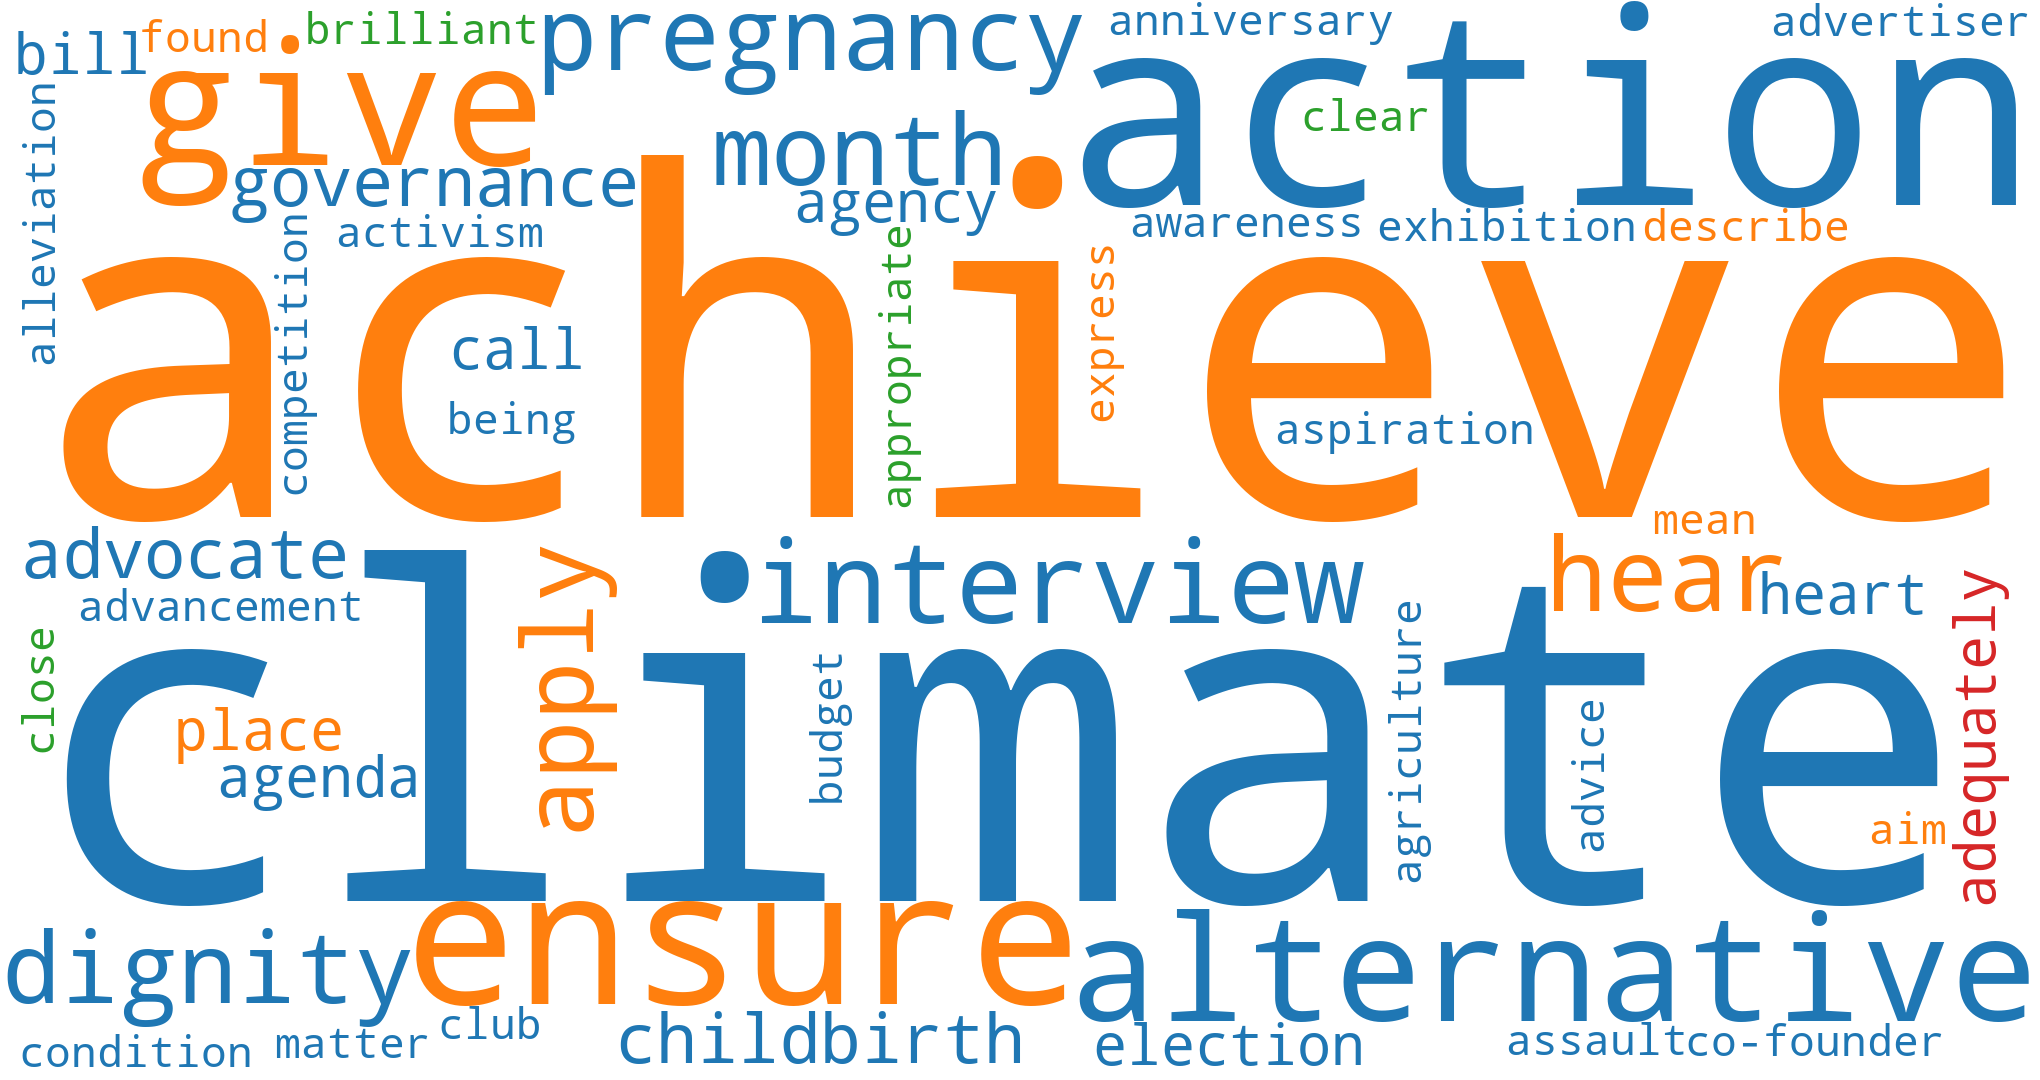 bill
found
brilliant
pregnancy
anniversary
advertiser
give
action
clear
month
alleviation
governance
agency
activism
awareness
exhibition
describe
achieve
competition
call
being
appropriate
express
aspiration
mean
advocate
interview
hear
heart
advancement
climate
apply
close
place
agenda
budget
agriculture
advice
aim
adequately
dignity
ensure
alternative
condition
matter
club
childbirth
election
assault
co-founder